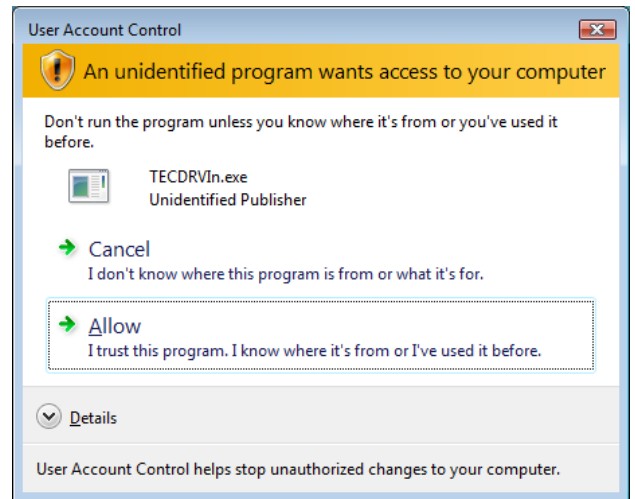 User Account Control
An unidentified program wants access to your computer
Don't run the program unless you know where it's from or you've used it
before.
TECDRVIn.exe
Unidentified Publisher
Cancel
I don't know where this program is from or what it's for.
Allow
I trust this program. I know where it's from or I've used it before.
Details
User Account Control helps stop unauthorized changes to your computer.